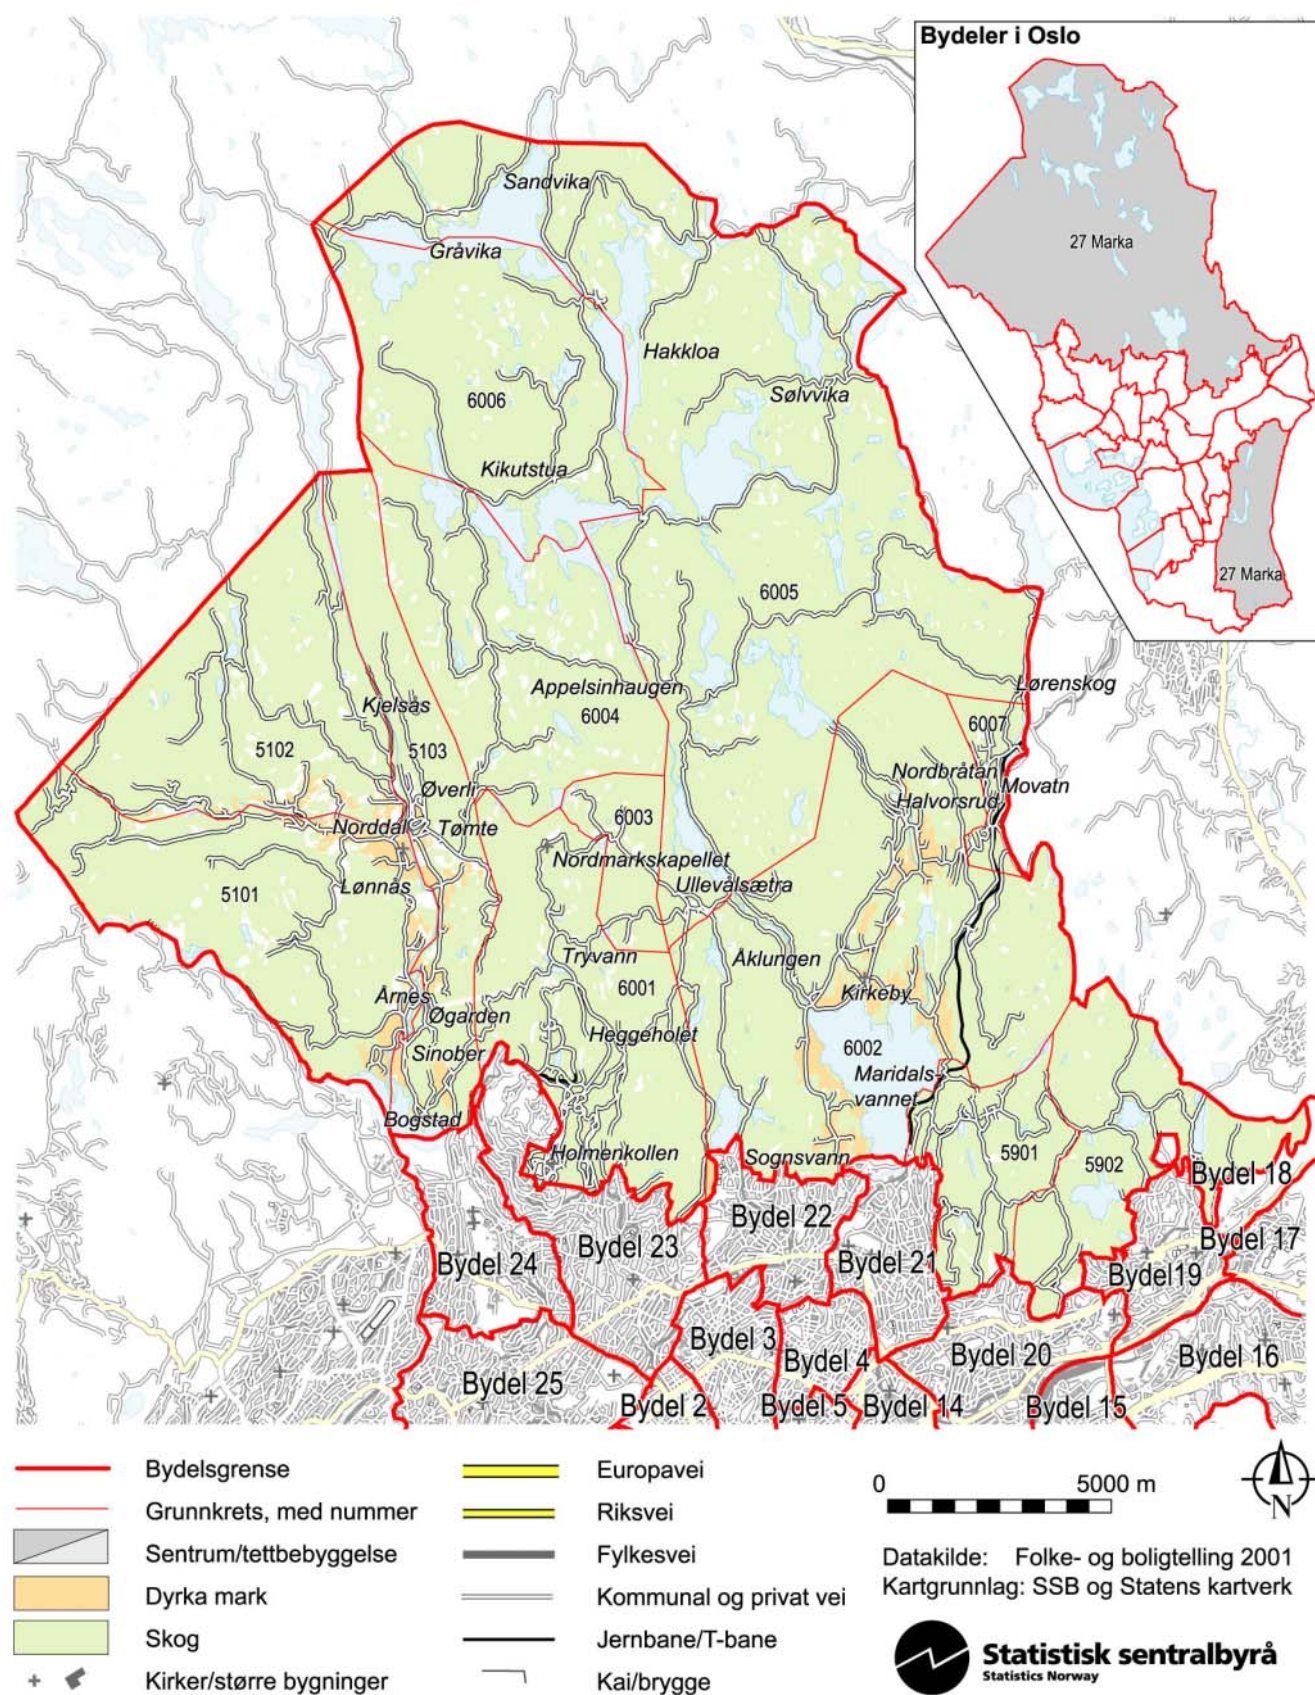 Bydeler i Oslo
27 Marka
27 Marka
Sandvika
Gråvika
Hakkloa
Sølvvika
6006
Kikutstua
6005
Lørenskog
Appelsinhaugen
6004
Kjelsås
5102
5103
6007
Nordbråtan
Movatn
Øverli
Halvorsrud
6003
Norddal
Tømte
Nordmarkskapellet
Ullevålsætra
Lønnås
5101
Tryvann
Åklungen
6001
Kirkeby
Årnes
Øgarden
Heggeholet
Sinober
6002
Maridals-
vannet
Bogstad
Holmenkollen
Sognsvann
5901
5902
Bydel 18
Bydel 22
Bydel 17
Bydel 23
Bydel 24
Bydel 21
Bydel19
Bydel 3
Bydel 4
Bydel 20
Bydel 16
Bydel 25
Bydel 2
Bydel 5
Bydel 14
Bydel 15
Bydelsgrense
Grunnkrets, med nummer
Sentrum/tettbebyggelse
Dyrka mark
Skog
Kirker/større bygninger
Europavei
Riksvei
Fylkesvei
Kommunal og privat vei
Jernbane/T-bane
Kai/brygge
0 5000 m
N
Datakilde: Folke- og boligtelling 2001
Kartgrunnlag: SSB og Statens kartverk
Statistisk sentralbyrå
Statistics Norway